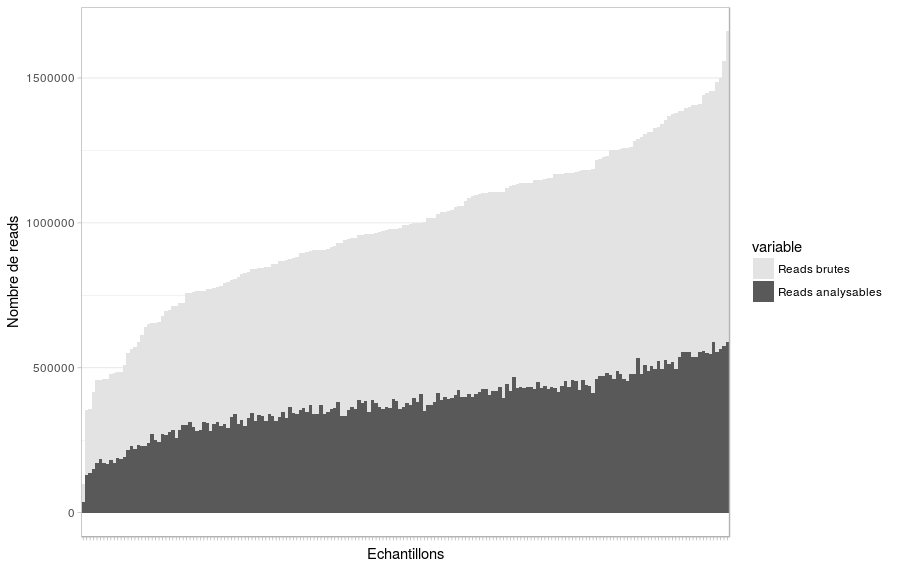 Nombre de reads
1500000
1000000
500000
0
Echantillons
variable
Reads brutes
Reads analysables